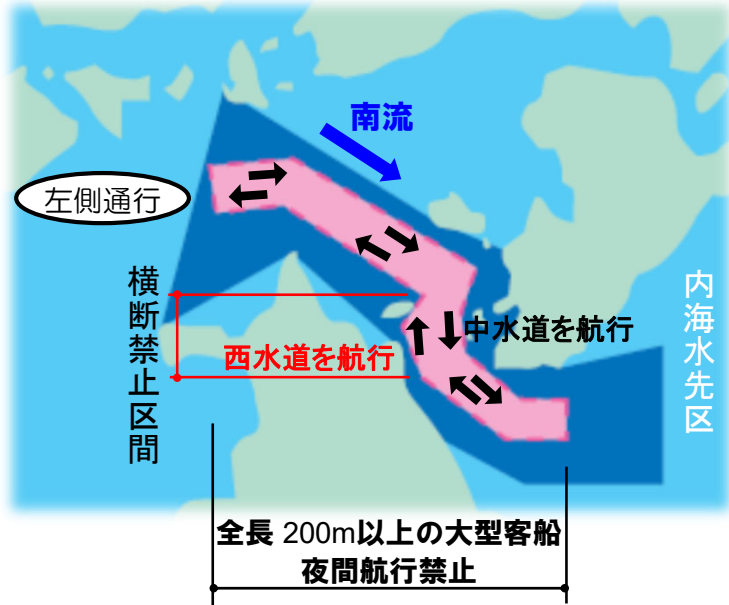 南流
左側通行
横断禁止区間
内海水先区
中水道を航行
西水道を航行
全長 200m以上の大型客船
夜間航行禁止